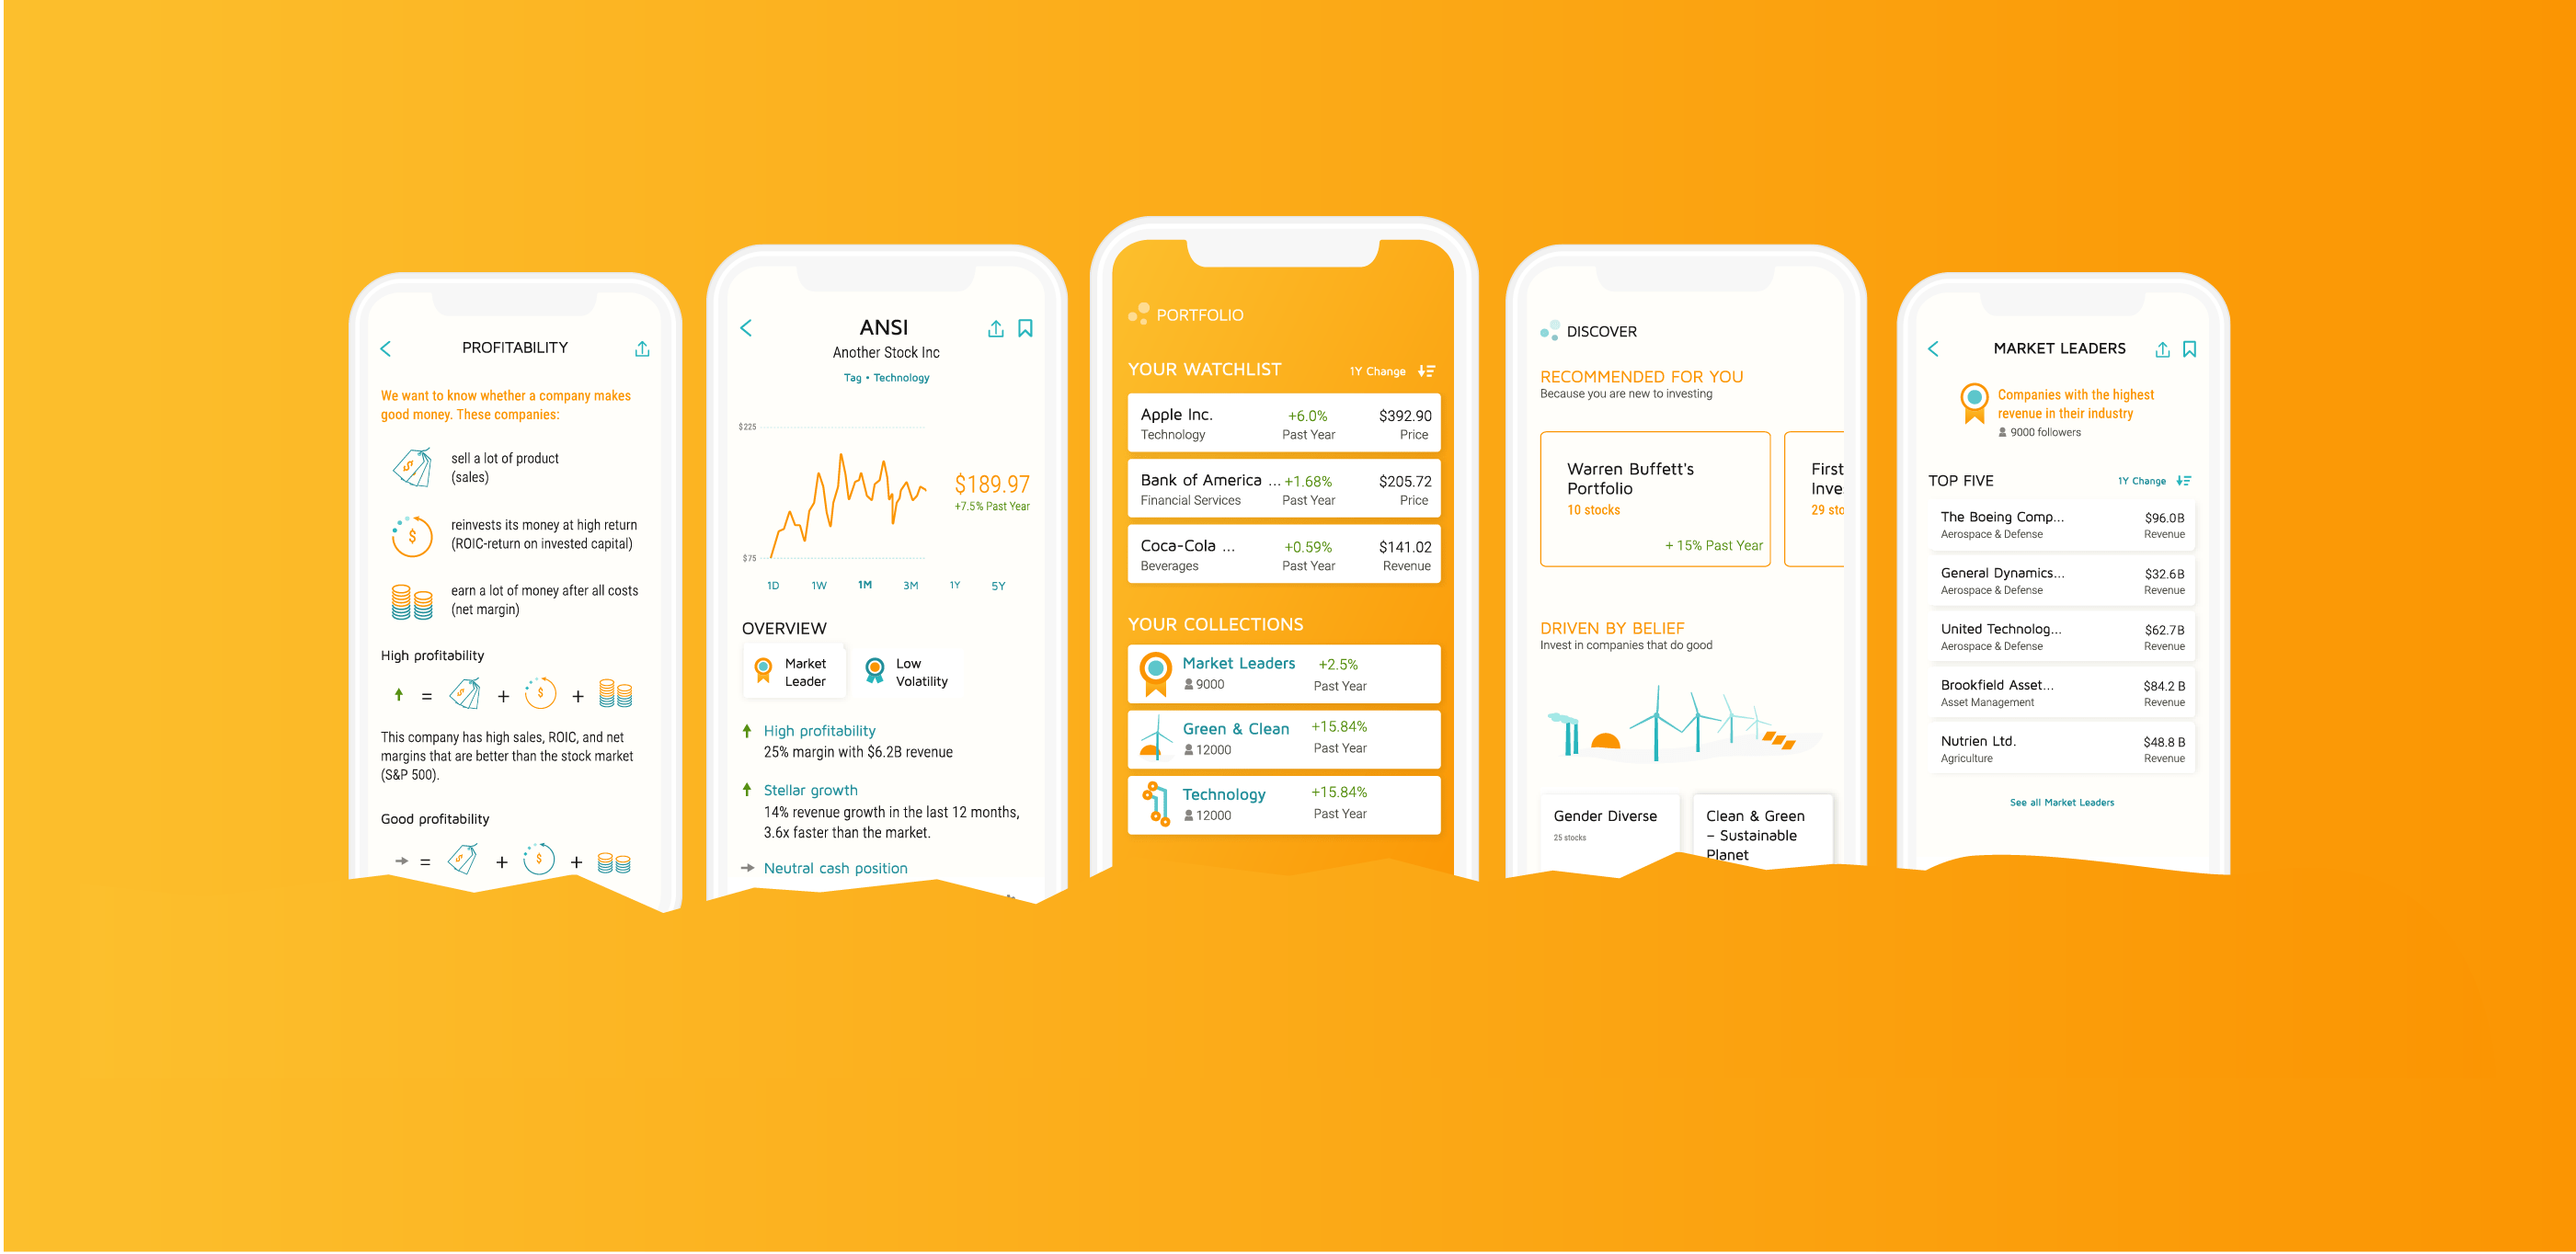 PROFITABILITY
We want to know whether a company makes
good money. These companies:
sell a lot of product
(sales)
reinvests its money at high return
(ROIC-return on invested capital)
earn a lot of money after all costs
(net margin)
High profitability
= + +
This company has high sales, ROIC, and net
margins that are better than the stock market
(S&P 500).
Good profitability
= + +
ANSI
Another Stock Inc
Tag • Technology
$225
$189.97
+7.5% Past Year
$75
1D 1W 1M 3M 1Y 5Y
OVERVIEW
Market
Leader
Low
Volatility
High profitability
25% margin with $6.2B revenue
Stellar growth
14% revenue growth in the last 12 months,
3.6x faster than the market.
Neutral cash position
PORTFOLIO
YOUR WATCHLIST 1Y Change
Apple Inc. +6.0% $392.90
Technology Past Year Price
Bank of America ... +1.68% $205.72
Financial Services Past Year Price
Coca-Cola ... +0.59% $141.02
Beverages Past Year Revenue
YOUR COLLECTIONS
Market Leaders +2.5%
9000 Past Year
Green & Clean +15.84%
12000 Past Year
Technology +15.84%
12000 Past Year
DISCOVER
RECOMMENDED FOR YOU
Because you are new to investing
Warren Buffett's
Portfolio
10 stocks
+ 15% Past Year
First
Inve
29 sto
DRIVEN BY BELIEF
Invest in companies that do good
Gender Diverse
25 stocks
Clean & Green
– Sustainable
Planet
MARKET LEADERS
Companies with the highest
revenue in their industry
9000 followers
TOP FIVE 1Y Change
The Boeing Comp... $96.0B
Aerospace & Defense Revenue
General Dynamics... $32.6B
Aerospace & Defense Revenue
United Technolog... $62.7B
Aerospace & Defense Revenue
Brookfield Asset... $84.2 B
Asset Management Revenue
Nutrien Ltd. $48.8 B
Agriculture Revenue
See all Market Leaders